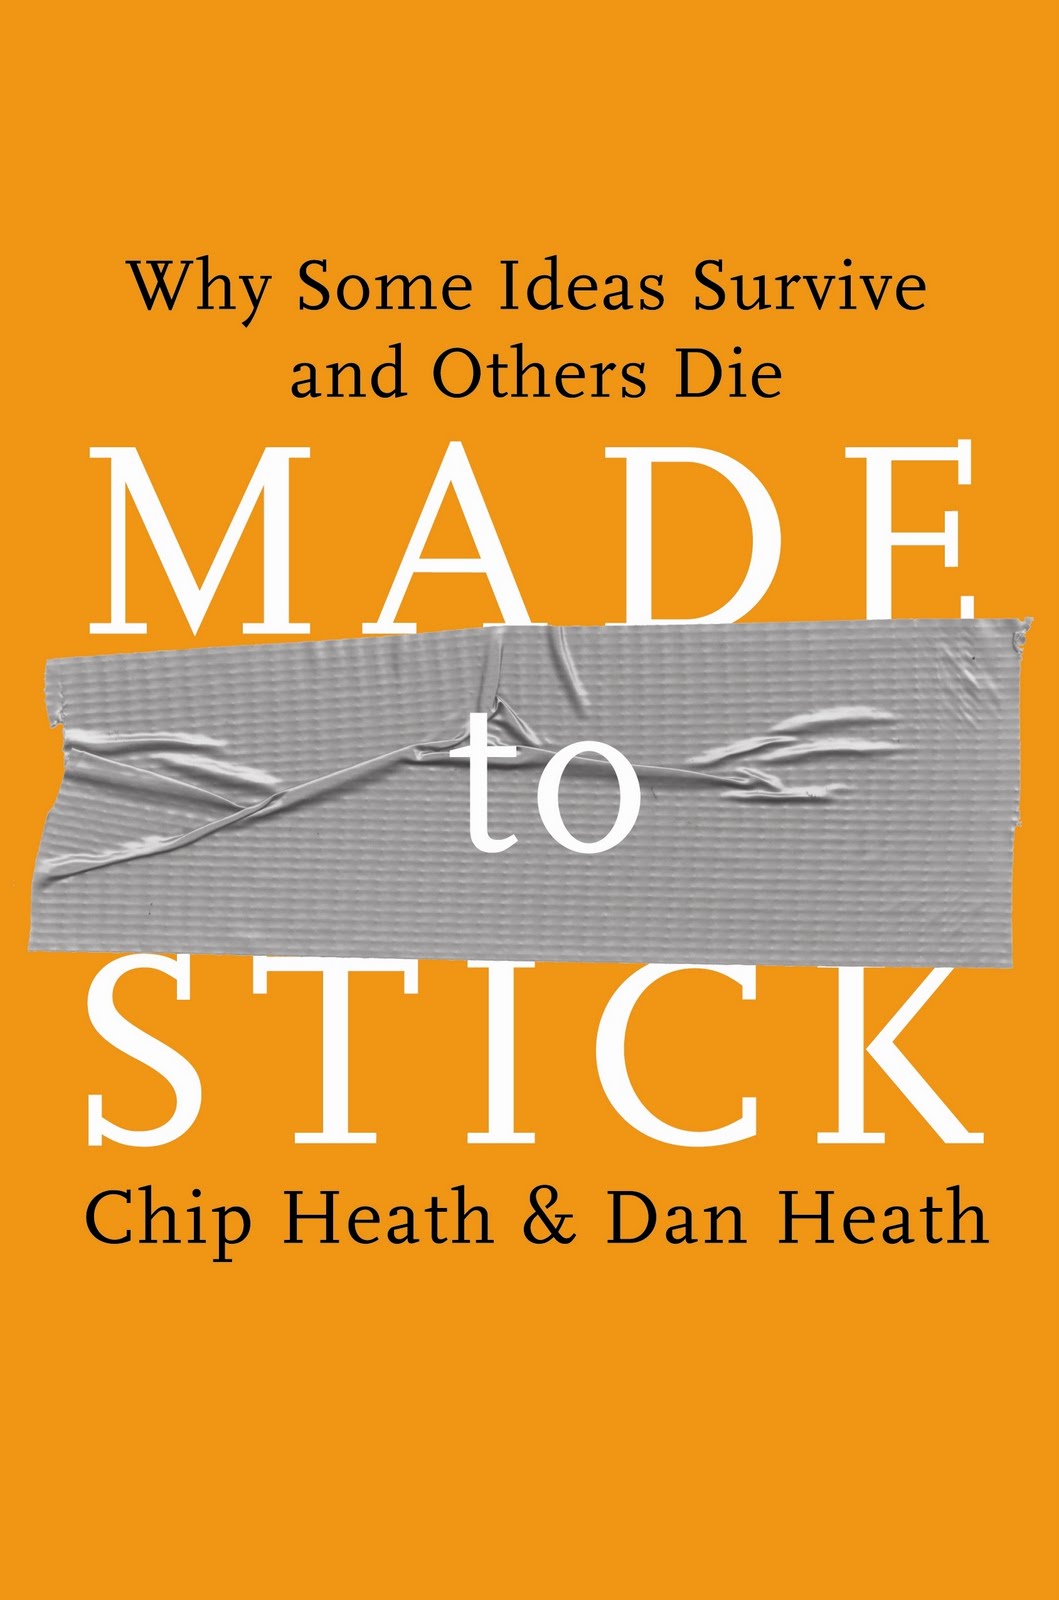 Why Some Ideas Survive
and Others Die
MADE
to
STICK
Chip Heath & Dan Heath